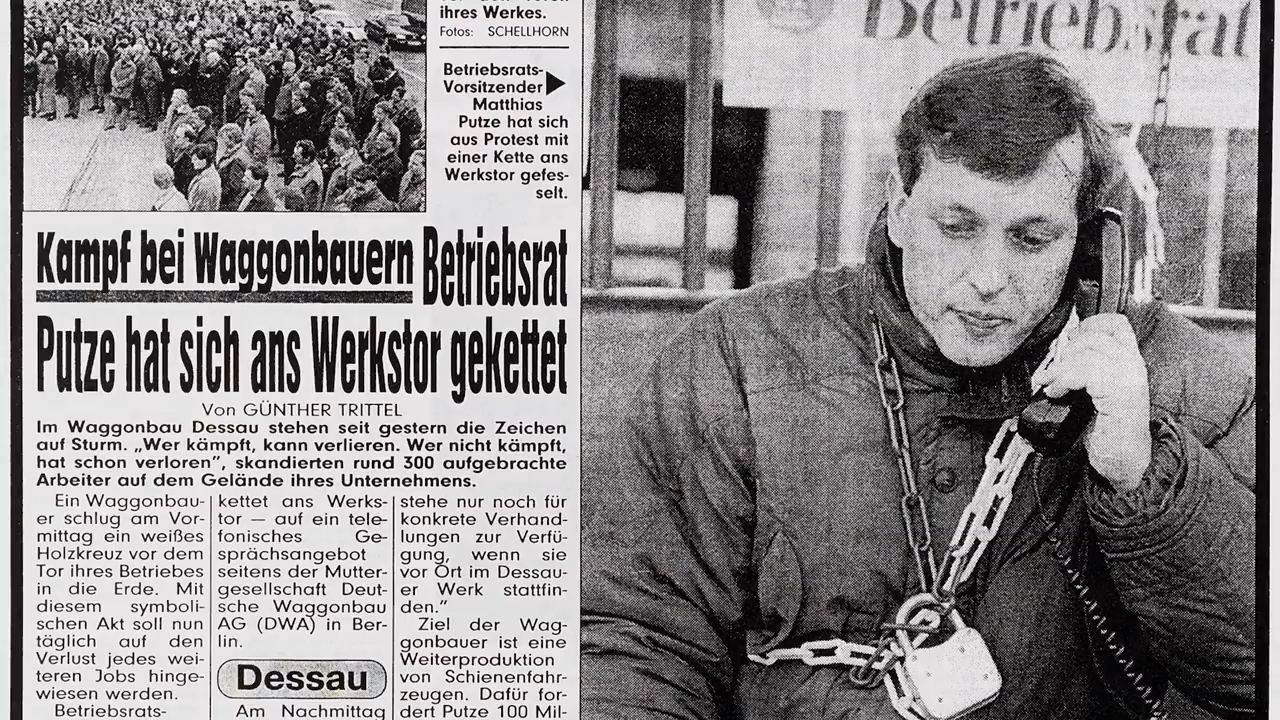 ihres Werkes.
Fotos: SCHELLHORN
Betriebsrats-
Vorsitzender
Matthias
Putze hat sich
aus Protest mit
einer Kette ans
Werkstor gefes-
selt.
Betriebsrat
Kampf bei Waggonbauern Betriebsrat
Putze hat sich ans Werkstor gekettet
Von GÜNTHER TRITTEL
Im Waggonbau Dessau stehen seit gestern die Zeichen
auf Sturm. „Wer kämpft, kann verlieren. Wer nicht kämpft,
hat schon verloren”, skandierten rund 300 aufgebrachte
Arbeiter auf dem Gelände ihres Unternehmens.
Ein Waggonbau-
er schlug am Vor-
mittag ein weißes
Holzkreuz vor dem
Tor ihres Betriebes
in die Erde. Mit
diesem symboli-
schen Akt soll nun
täglich auf den
Verlust jedes wei-
teren Jobs hinge-
wiesen werden.
Betriebsrats-
kettet ans Werks-
tor — auf ein tele-
fonisches Ge-
sprächsangebot
seitens der Mutter-
gesellschaft Deut-
sche Waggonbau
AG (DWA) in Ber-
lin.
Dessau
Am Nachmittag
stehe nur noch für
konkrete Verhand-
lungen zur Verfü-
gung, wenn sie
vor Ort im Dessau-
er Werk stattfin-
den.”
Ziel der Wag-
gonbauer ist eine
Weiterproduktion
von Schienenfahr-
zeugen. Dafür for-
dert Putze 100 Mil-